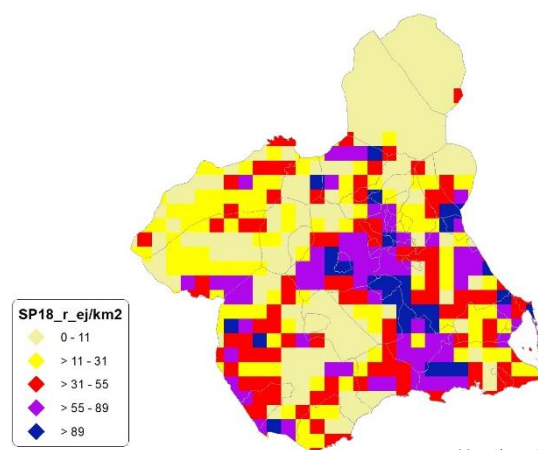 SP18_r_ej/km2
0 - 11
> 11 - 31
> 31 - 55
> 55 - 89
> 89